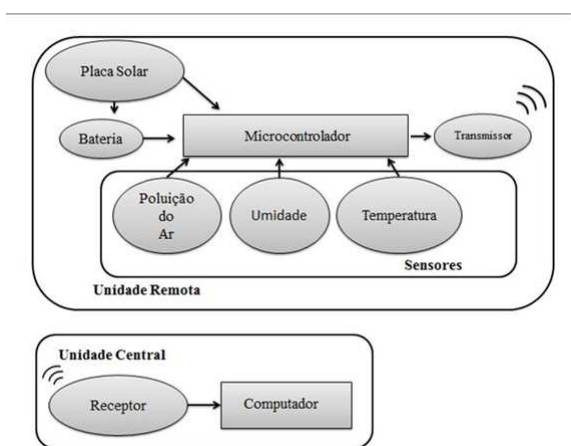 Placa Solar
Bateria
Microcontrolador
Transmissor
Poluição
do
Ar
Umidade
Temperatura
Sensores
Unidade Remota
Unidade Central
Receptor
Computador